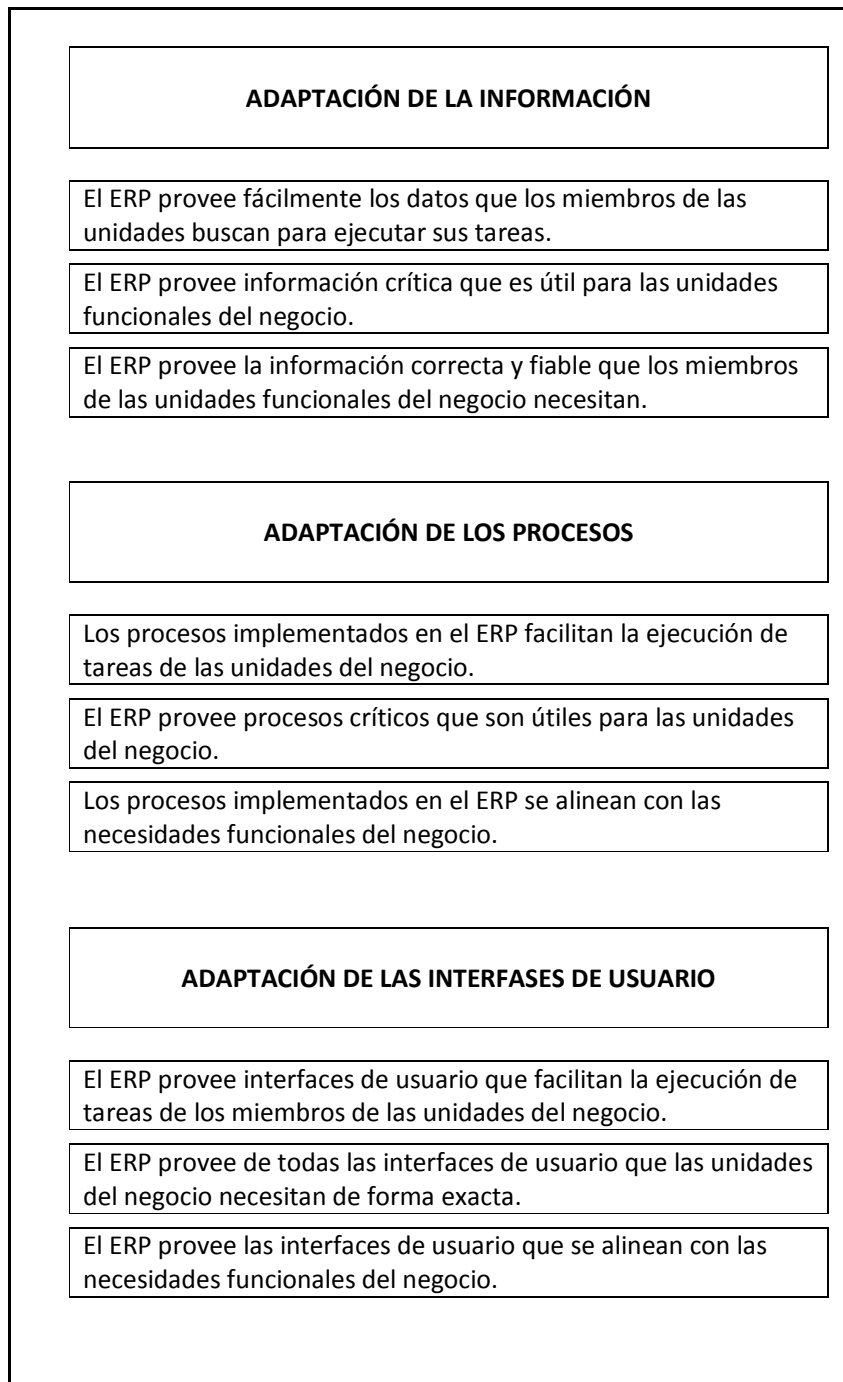 ADAPTACIÓN DE LA INFORMACIÓN
El ERP provee fácilmente los datos que los miembros de las
unidades buscan para ejecutar sus tareas.
El ERP provee información crítica que es útil para las unidades
funcionales del negocio.
El ERP provee la información correcta y fiable que los miembros
de las unidades funcionales del negocio necesitan.
ADAPTACIÓN DE LOS PROCESOS
Los procesos implementados en el ERP facilitan la ejecución de
tareas de las unidades del negocio.
El ERP provee procesos críticos que son útiles para las unidades
del negocio.
Los procesos implementados en el ERP se alinean con las
necesidades funcionales del negocio.
ADAPTACIÓN DE LAS INTERFASES DE USUARIO
El ERP provee interfaces de usuario que facilitan la ejecución de
tareas de los miembros de las unidades del negocio.
El ERP provee de todas las interfaces de usuario que las unidades
del negocio necesitan de forma exacta.
El ERP provee las interfaces de usuario que se alinean con las
necesidades funcionales del negocio.